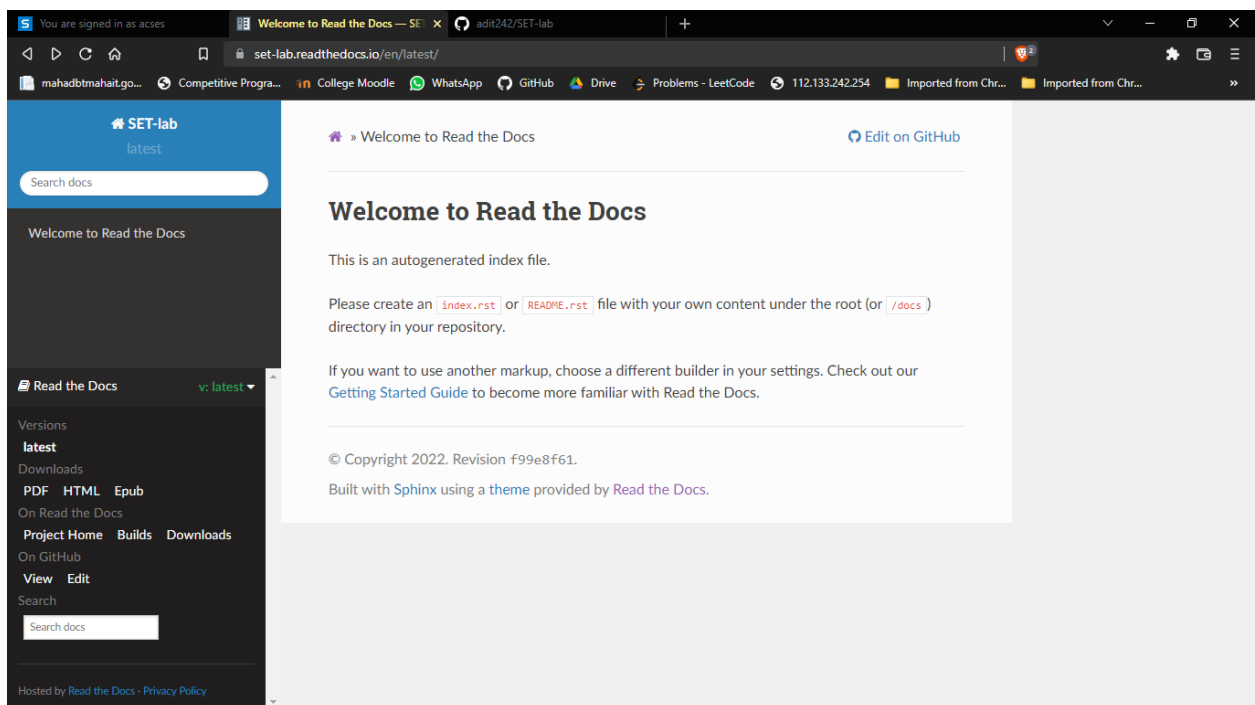 You are signed in as acses
Welcome to Read the Docs — SET
adit242/SET-lab
set-lab.readthedocs.io/en/latest/
2
mahadbtmahait.go...
Competitive Progra...
College Moodle
WhatsApp
GitHub
Drive
Problems - LeetCode
112.133.242.254
Imported from Chr...
Imported from Chr...
SET-lab
latest
Search docs
Welcome to Read the Docs
Read the Docs v: latest
Versions
latest
Downloads
PDF HTML Epub
On Read the Docs
Project Home Builds Downloads
On GitHub
View Edit
Search
Search docs
Hosted by Read the Docs · Privacy Policy
» Welcome to Read the Docs
Edit on GitHub
Welcome to Read the Docs
This is an autogenerated index file.
Please create an index.rst or README.rst file with your own content under the root (or /docs )
directory in your repository.
If you want to use another markup, choose a different builder in your settings. Check out our
Getting Started Guide to become more familiar with Read the Docs.
© Copyright 2022. Revision f99e8f61.
Built with Sphinx using a theme provided by Read the Docs.